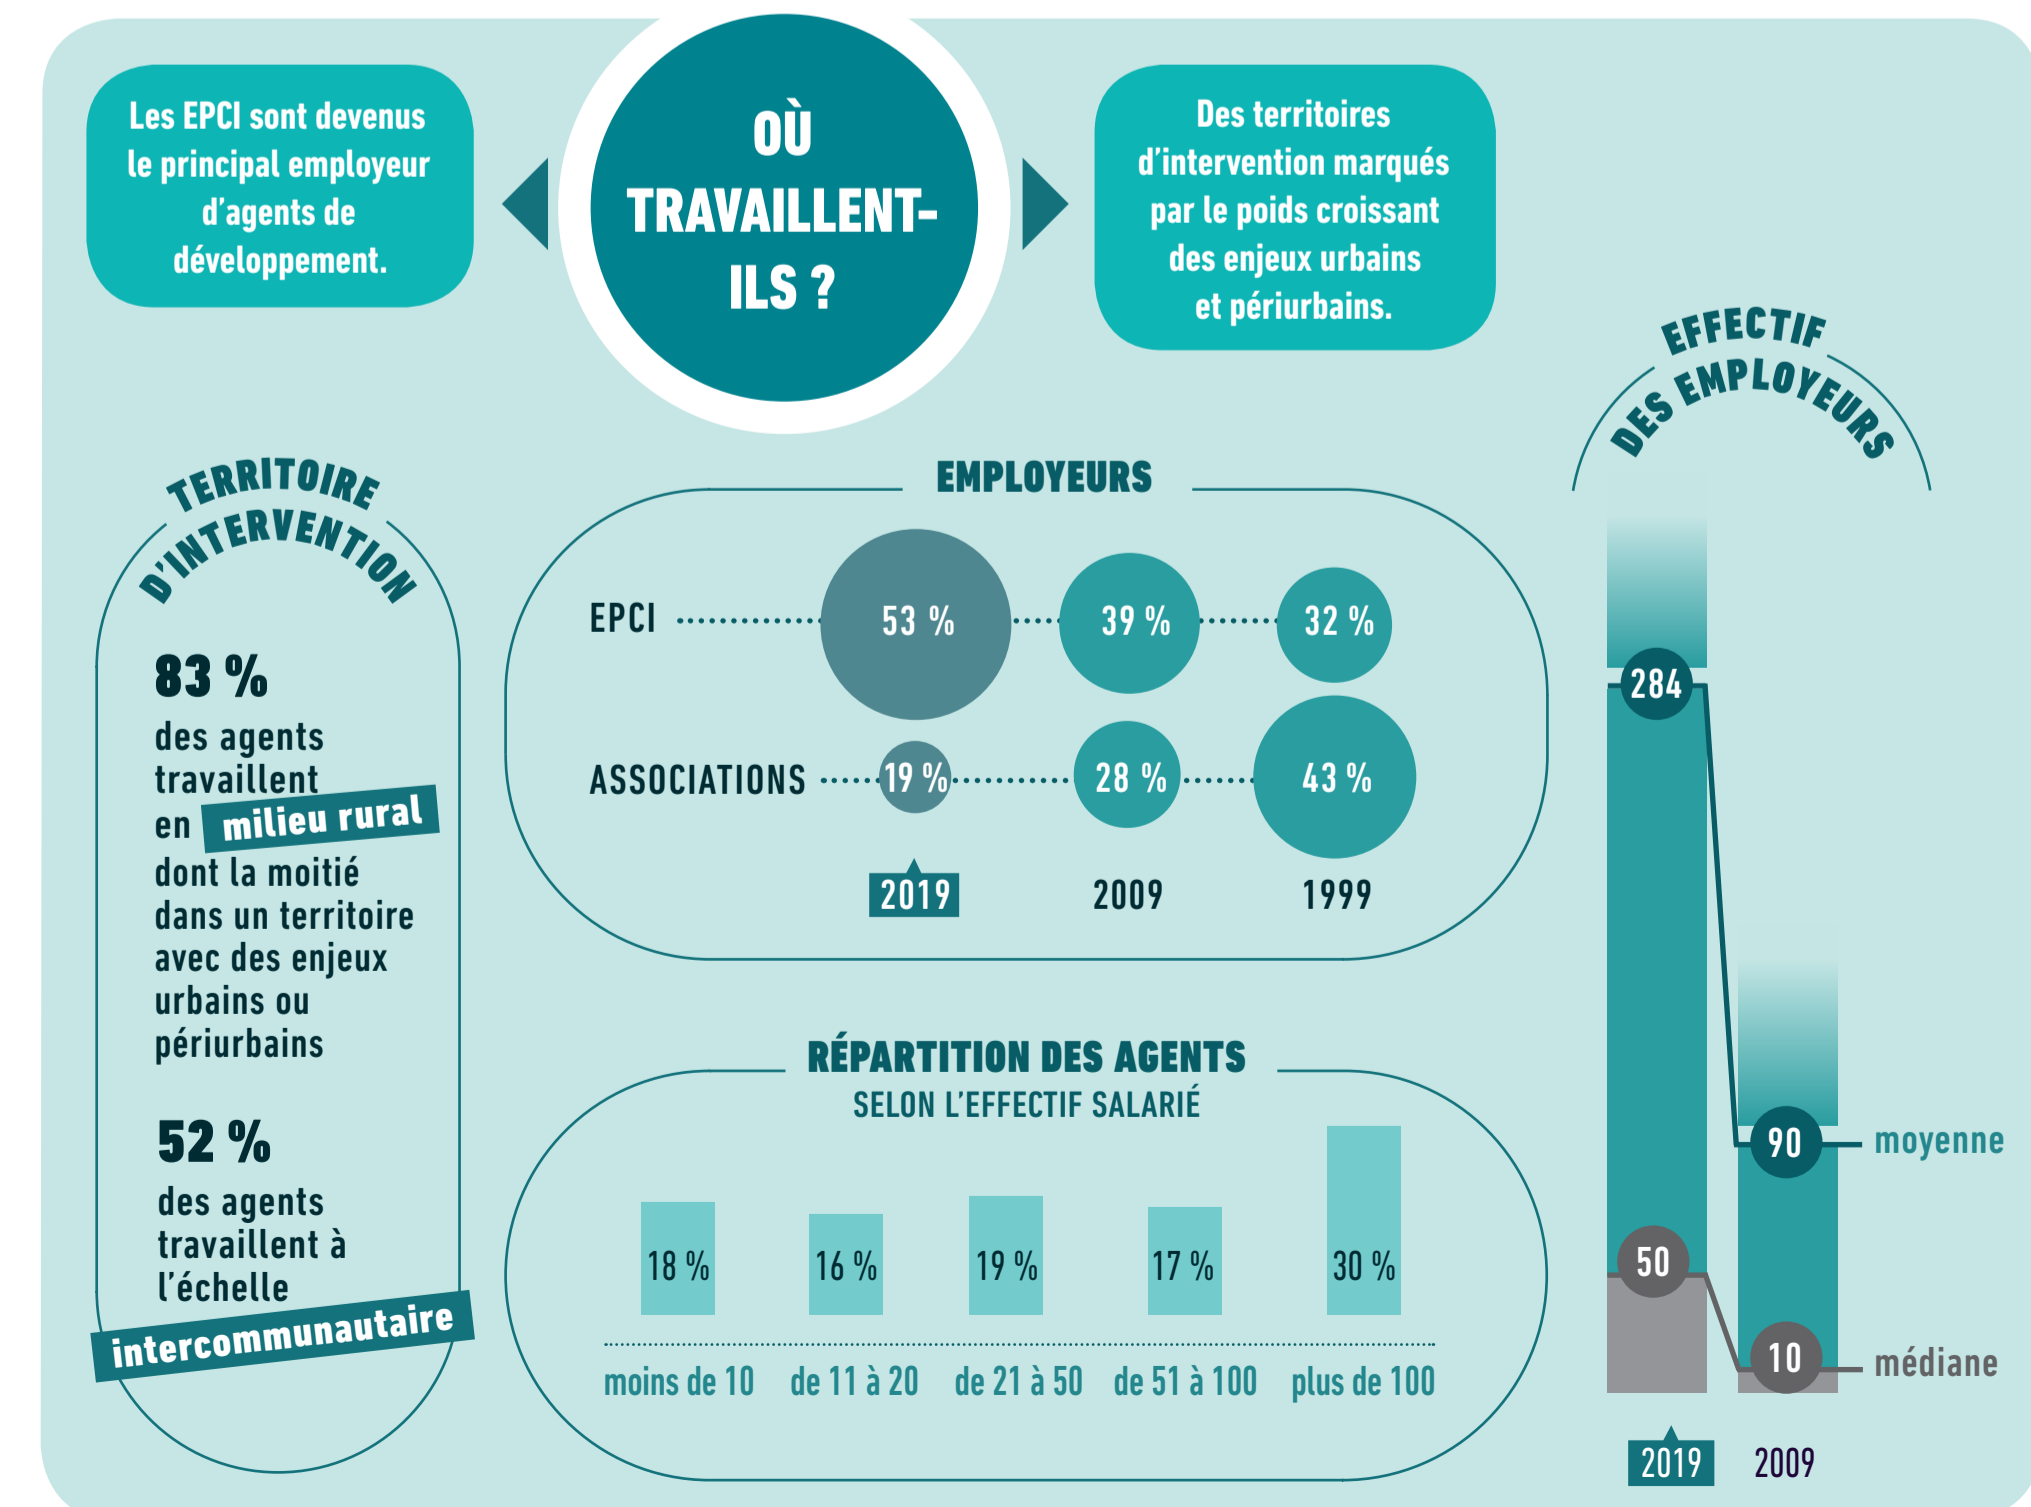 Les EPCI sont devenus
le principal employeur
d'agents de
développement.
OÙ
TRAVAILLENT-
ILS ?
Des territoires
d'intervention marqués
par le poids croissant
des enjeux urbains
et périurbains.
TERRITOIRE
D'INTERVENTION
83 %
des agents
travaillent
en milieu rural
dont la moitié
dans un territoire
avec des enjeux
urbains ou
périurbains
52 %
des agents
travaillent à
l'échelle
intercommunautaire
EMPLOYEURS
EPCI 53 % 39 % 32 %
ASSOCIATIONS 19 % 28 % 43 %
2019 2009 1999
RÉPARTITION DES AGENTS
SELON L'EFFECTIF SALARIÉ
18 % 16 % 19 % 17 % 30 %
moins de 10 de 11 à 20 de 21 à 50 de 51 à 100 plus de 100
EFFECTIF
DES EMPLOYEURS
284
90 moyenne
50
10 médiane
2019 2009